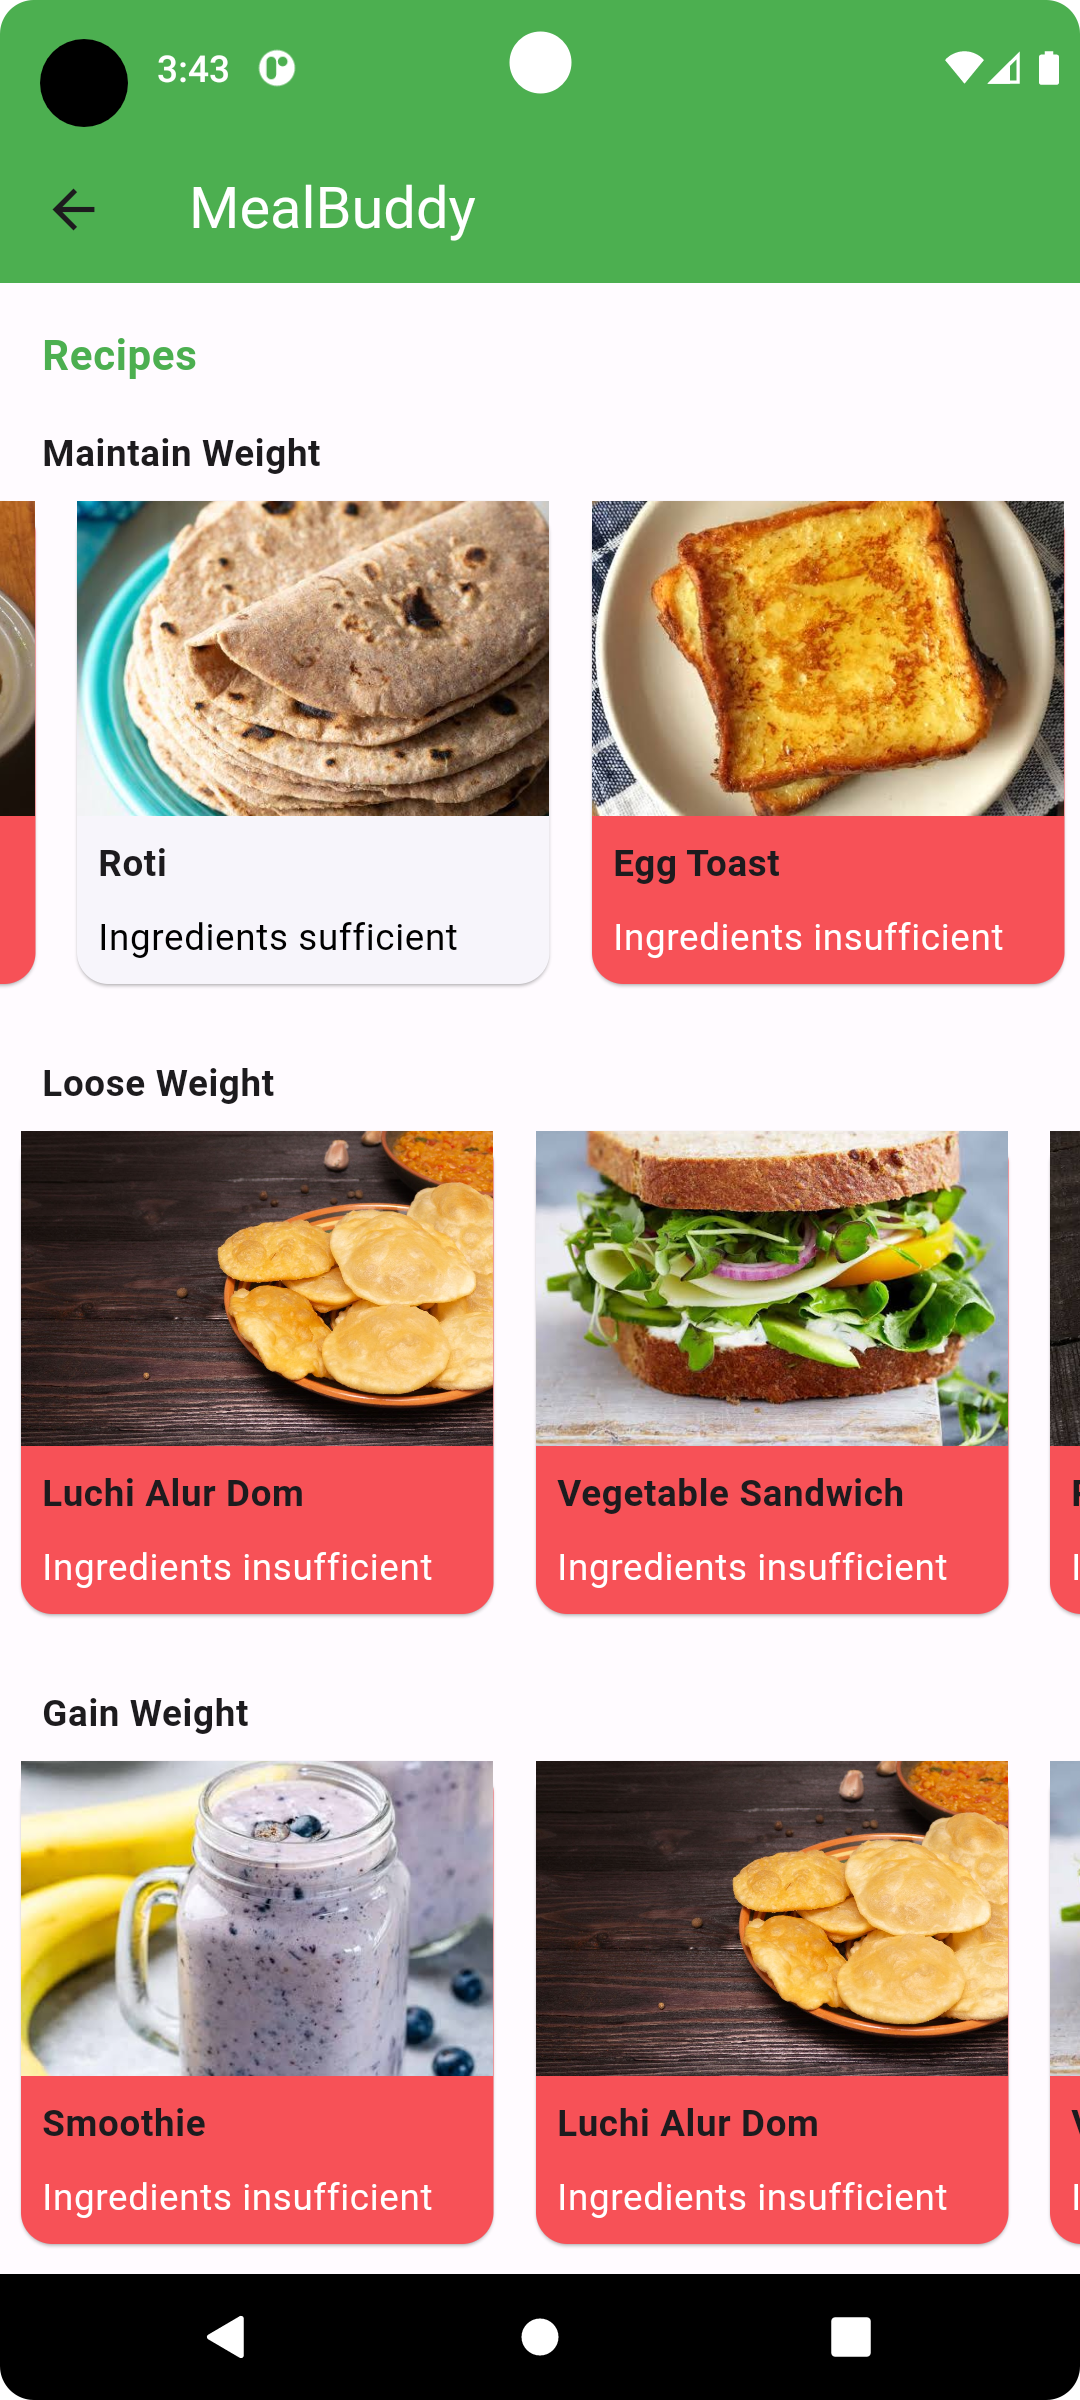 3:43
MealBuddy
Recipes
Maintain Weight
Roti
Egg Toast
Ingredients sufficient
Ingredients insufficient
Loose Weight
Luchi Alur Dom
Vegetable Sandwich
Ingredients insufficient
Ingredients insufficient
Gain Weight
Smoothie
Luchi Alur Dom
Ingredients insufficient
Ingredients insufficient